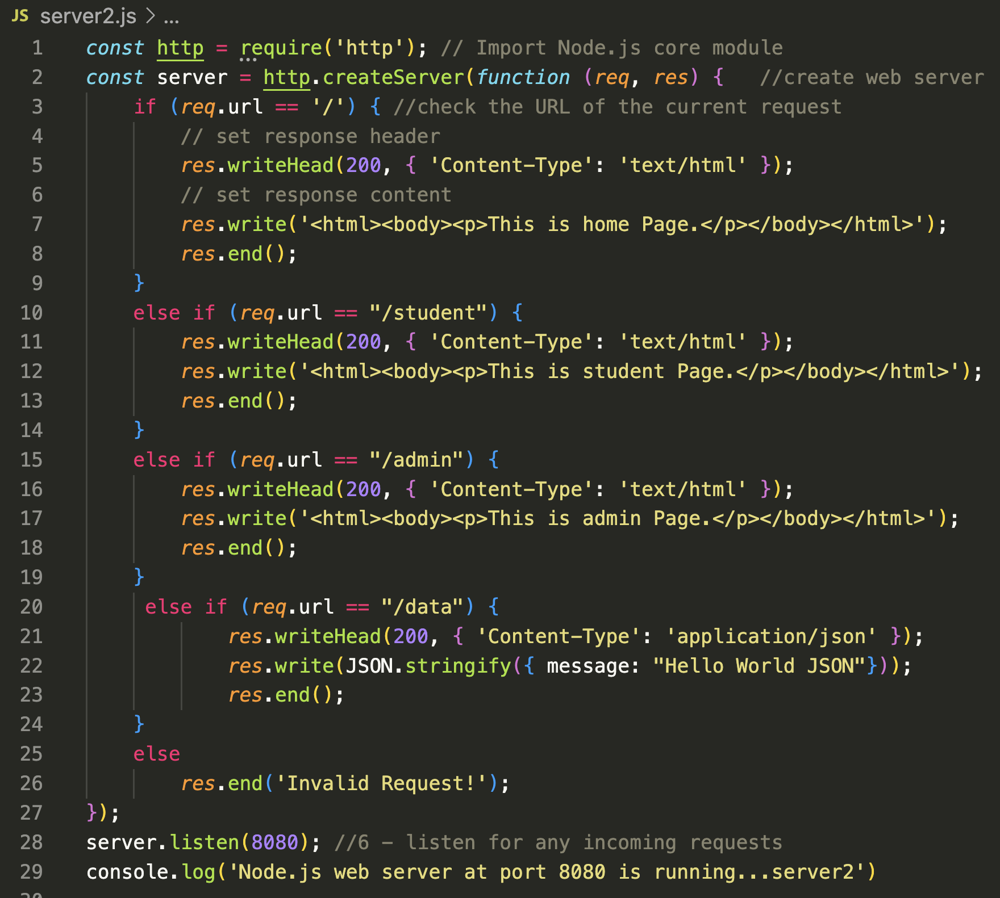 JS server2.js > ...
1 const http = require('http'); // Import Node.js core module
2 const server = http.createServer(function (req, res) {   //create web server
3     if (req.url == '/') { //check the URL of the current request
4         // set response header
5         res.writeHead(200, { 'Content-Type': 'text/html' });
6         // set response content
7         res.write('<html><body><p>This is home Page.</p></body></html>');
8         res.end();
9     }
10     else if (req.url == "/student") {
11         res.writeHead(200, { 'Content-Type': 'text/html' });
12         res.write('<html><body><p>This is student Page.</p></body></html>');
13         res.end();
14     }
15     else if (req.url == "/admin") {
16         res.writeHead(200, { 'Content-Type': 'text/html' });
17         res.write('<html><body><p>This is admin Page.</p></body></html>');
18         res.end();
19     }
20      else if (req.url == "/data") {
21             res.writeHead(200, { 'Content-Type': 'application/json' });
22             res.write(JSON.stringify({ message: "Hello World JSON"}));
23             res.end();
24     }
25     else
26         res.end('Invalid Request!');
27 });
28 server.listen(8080); //6 - listen for any incoming requests
29 console.log('Node.js web server at port 8080 is running...server2')